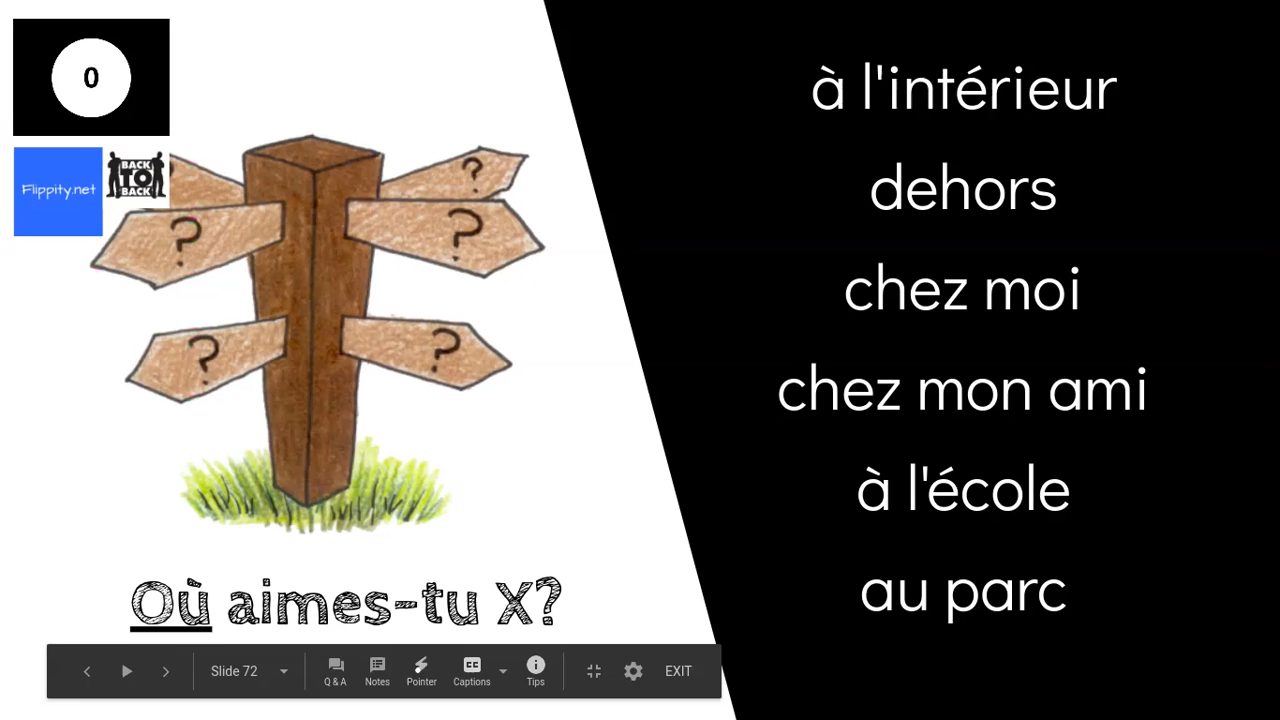 0
Flippity.net
BACK
TO
BACK
?
?
?
?
?
Où aimes-tu X?
à l'intérieur
dehors
chez moi
chez mon ami
à l'école
au parc
Slide 72
Q & A
Notes
Pointer
CC
Captions
Tips
EXIT